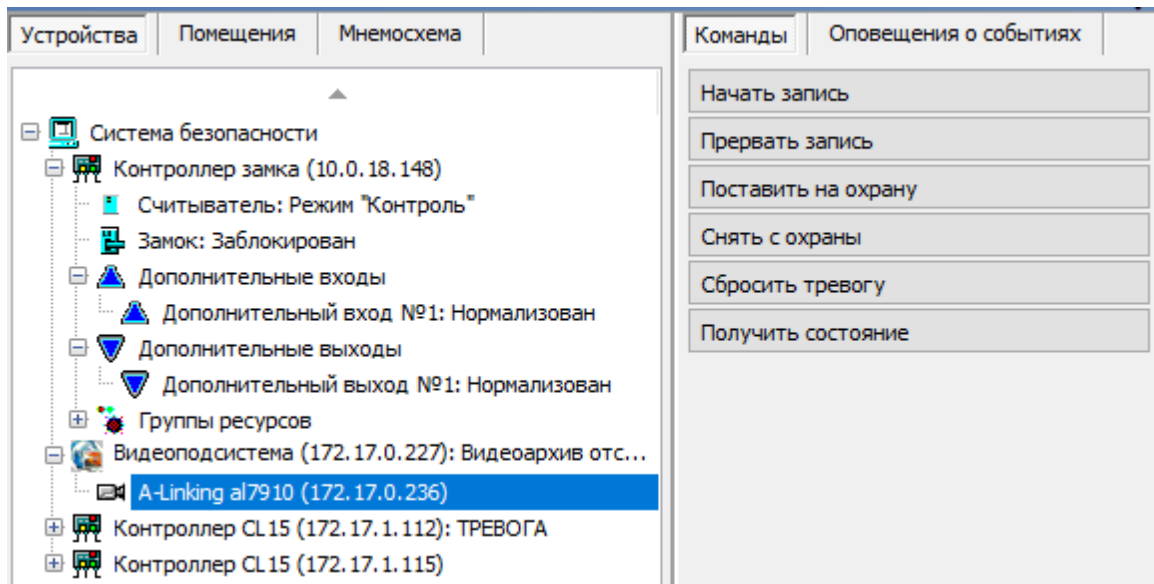 Устройства
Помещения
Мнемосхема
Система безопасности
Контроллер замка (10.0.18.148)
Считыватель: Режим "Контроль"
Замок: Заблокирован
Дополнительные входы
Дополнительный вход №1: Нормализован
Дополнительные выходы
Дополнительный выход №1: Нормализован
Группы ресурсов
Видеоподсистема (172.17.0.227): Видеоархив отс...
A-Linking al7910 (172.17.0.236)
Контроллер CL15 (172.17.1.112): ТРЕВОГА
Контроллер CL15 (172.17.1.115)
Команды
Оповещения о событиях
Начать запись
Прервать запись
Поставить на охрану
Снять с охраны
Сбросить тревогу
Получить состояние